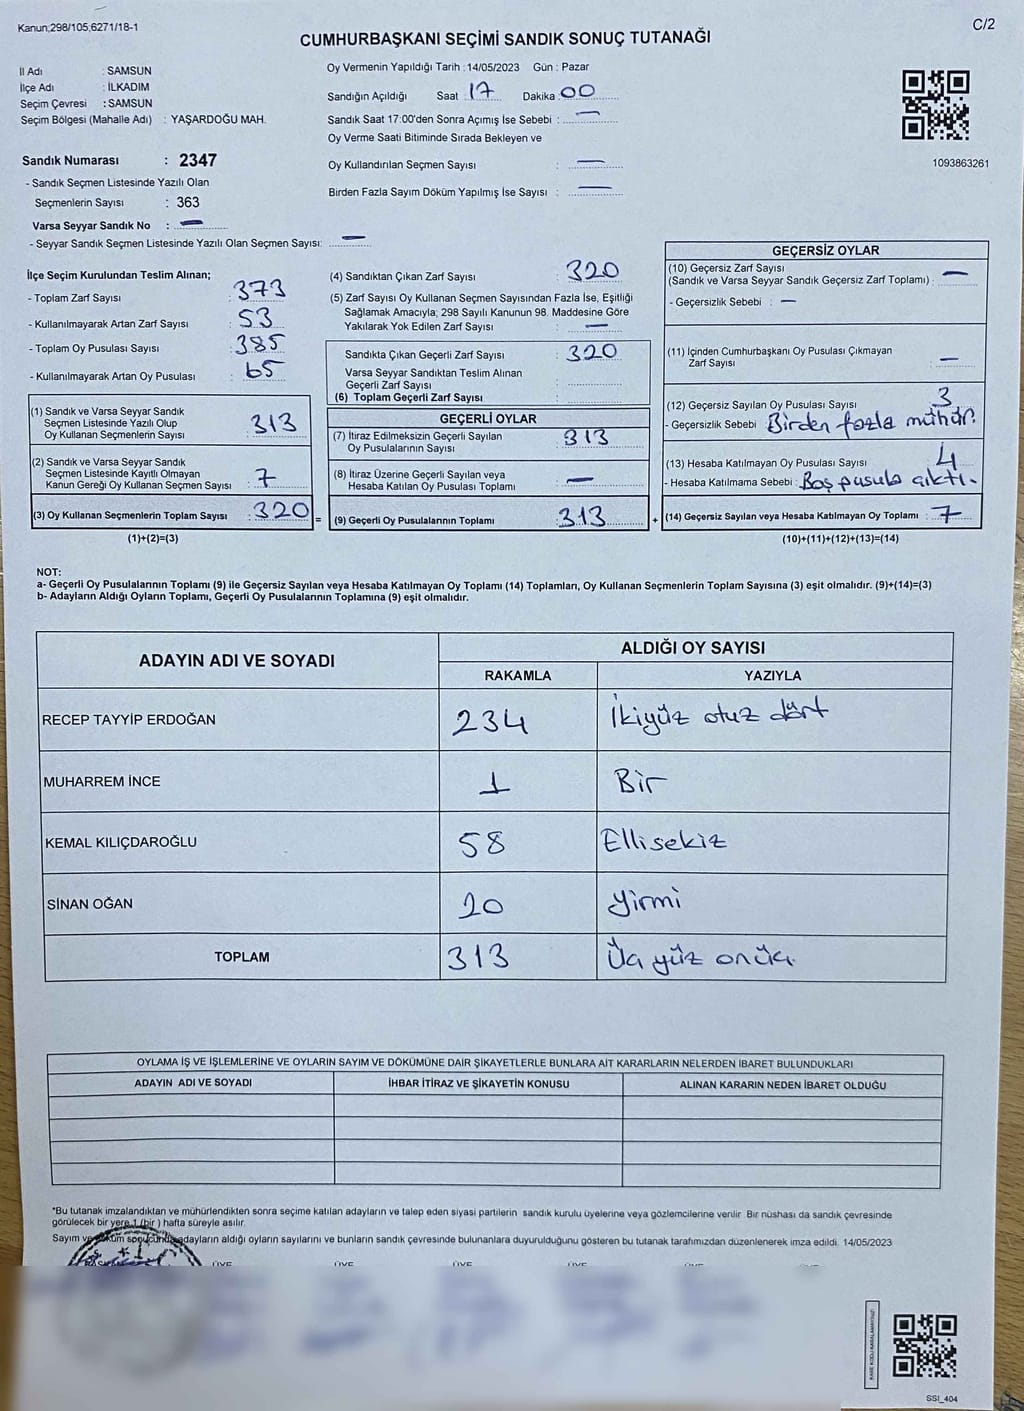 Kanun;298/105;6271/18-1
C/2
CUMHURBAŞKANI SEÇİMİ SANDIK SONUÇ TUTANAĞI
İl Adı : SAMSUN
İlçe Adı : İLKADIM
Seçim Çevresi : SAMSUN
Seçim Bölgesi (Mahalle Adı) : YAŞARDOĞU MAH.
Sandık Numarası : 2347
- Sandık Seçmen Listesinde Yazılı Olan
Seçmenlerin Sayısı : 363
Varsa Seyyar Sandık No : —
- Seyyar Sandık Seçmen Listesinde Yazılı Olan Seçmen Sayısı: —
Oy Vermenin Yapıldığı Tarih :14/05/2023 Gün : Pazar
Sandığın Açıldığı Saat : 17 Dakika : 00
Sandık Saat 17:00'den Sonra Açımış İse Sebebi : —
Oy Verme Saati Bitiminde Sırada Bekleyen ve
Oy Kullandırılan Seçmen Sayısı : —
Birden Fazla Sayım Döküm Yapılmış İse Sayısı : —
1093863261
İlçe Seçim Kurulundan Teslim Alınan;
- Toplam Zarf Sayısı : 373
- Kullanılmayarak Artan Zarf Sayısı : 53
- Toplam Oy Pusulası Sayısı : 385
- Kullanılmayarak Artan Oy Pusulası : 65
(4) Sandıktan Çıkan Zarf Sayısı : 320
(5) Zarf Sayısı Oy Kullanan Seçmen Sayısından Fazla İse, Eşitliği
Sağlamak Amacıyla; 298 Sayılı Kanunun 98. Maddesine Göre
Yakılarak Yok Edilen Zarf Sayısı : —
Sandıkta Çıkan Geçerli Zarf Sayısı : 320
Varsa Seyyar Sandıktan Teslim Alınan
Geçerli Zarf Sayısı :
(6) Toplam Geçerli Zarf Sayısı :
GEÇERSİZ OYLAR
(10) Geçersiz Zarf Sayısı
(Sandık ve Varsa Seyyar Sandık Geçersiz Zarf Toplamı) : —
- Geçersizlik Sebebi : —
(11) İçinden Cumhurbaşkanı Oy Pusulası Çıkmayan
Zarf Sayısı : —
(12) Geçersiz Sayılan Oy Pusulası Sayısı : 3
- Geçersizlik Sebebi : Birden fazla mühür.
(13) Hesaba Katılmayan Oy Pusulası Sayısı : 4
- Hesaba Katılmama Sebebi : Boş pusula çıktı.
(14) Geçersiz Sayılan veya Hesaba Katılmayan Oy Toplamı : 7
(10)+(11)+(12)+(13)=(14)
(1) Sandık ve Varsa Seyyar Sandık
Seçmen Listesinde Yazılı Olup
Oy Kullanan Seçmenlerin Sayısı : 313
(2) Sandık ve Varsa Seyyar Sandık
Seçmen Listesinde Kayıtlı Olmayan
Kanun Gereği Oy Kullanan Seçmen Sayısı : 7
(3) Oy Kullanan Seçmenlerin Toplam Sayısı : 320 =
(1)+(2)=(3)
GEÇERLİ OYLAR
(7) İtiraz Edilmeksizin Geçerli Sayılan
Oy Pusulalarının Sayısı : 313
(8) İtiraz Üzerine Geçerli Sayılan veya
Hesaba Katılan Oy Pusulası Toplamı : —
(9) Geçerli Oy Pusulalarının Toplamı : 313 +
NOT:
a- Geçerli Oy Pusulalarının Toplamı (9) ile Geçersiz Sayılan veya Hesaba Katılmayan Oy Toplamı (14) Toplamları, Oy Kullanan Seçmenlerin Toplam Sayısına (3) eşit olmalıdır. (9)+(14)=(3)
b- Adayların Aldığı Oyların Toplamı, Geçerli Oy Pusulalarının Toplamına (9) eşit olmalıdır.
ADAYIN ADI VE SOYADI
ALDIĞI OY SAYISI
RAKAMLA YAZIYLA
RECEP TAYYİP ERDOĞAN 234 İkiyüz otuz dört
MUHARREM İNCE 1 Bir
KEMAL KILIÇDAROĞLU 58 Ellisekiz
SİNAN OĞAN 20 Yirmi
TOPLAM 313 Üç yüz onüç.
OYLAMA İŞ VE İŞLEMLERİNE VE OYLARIN SAYIM VE DÖKÜMÜNE DAİR ŞİKAYETLERLE BUNLARA AİT KARARLARIN NELERDEN İBARET BULUNDUKLARI
ADAYIN ADI VE SOYADI İHBAR İTİRAZ VE ŞİKAYETİN KONUSU ALINAN KARARIN NEDEN İBARET OLDUĞU
*Bu tutanak imzalandıktan ve mühürlendikten sonra seçime katılan adayların ve talep eden siyasi partilerin sandık kurulu üyelerine veya gözlemcilerine verilir. Bir nüshası da sandık çevresinde
görülecek bir yere 1 (bir ) hafta süreyle asılır.
Sayım ve döküm sonucunda adayların aldığı oyların sayılarını ve bunların sandık çevresinde bulunanlara duyurulduğunu gösteren bu tutanak tarafımızdan düzenlenerek imza edildi. 14/05/2023
ÜYE ÜYE ÜYE ÜYE ÜYE
KARE KODU KARALAMAYINIZ!
SSI_404